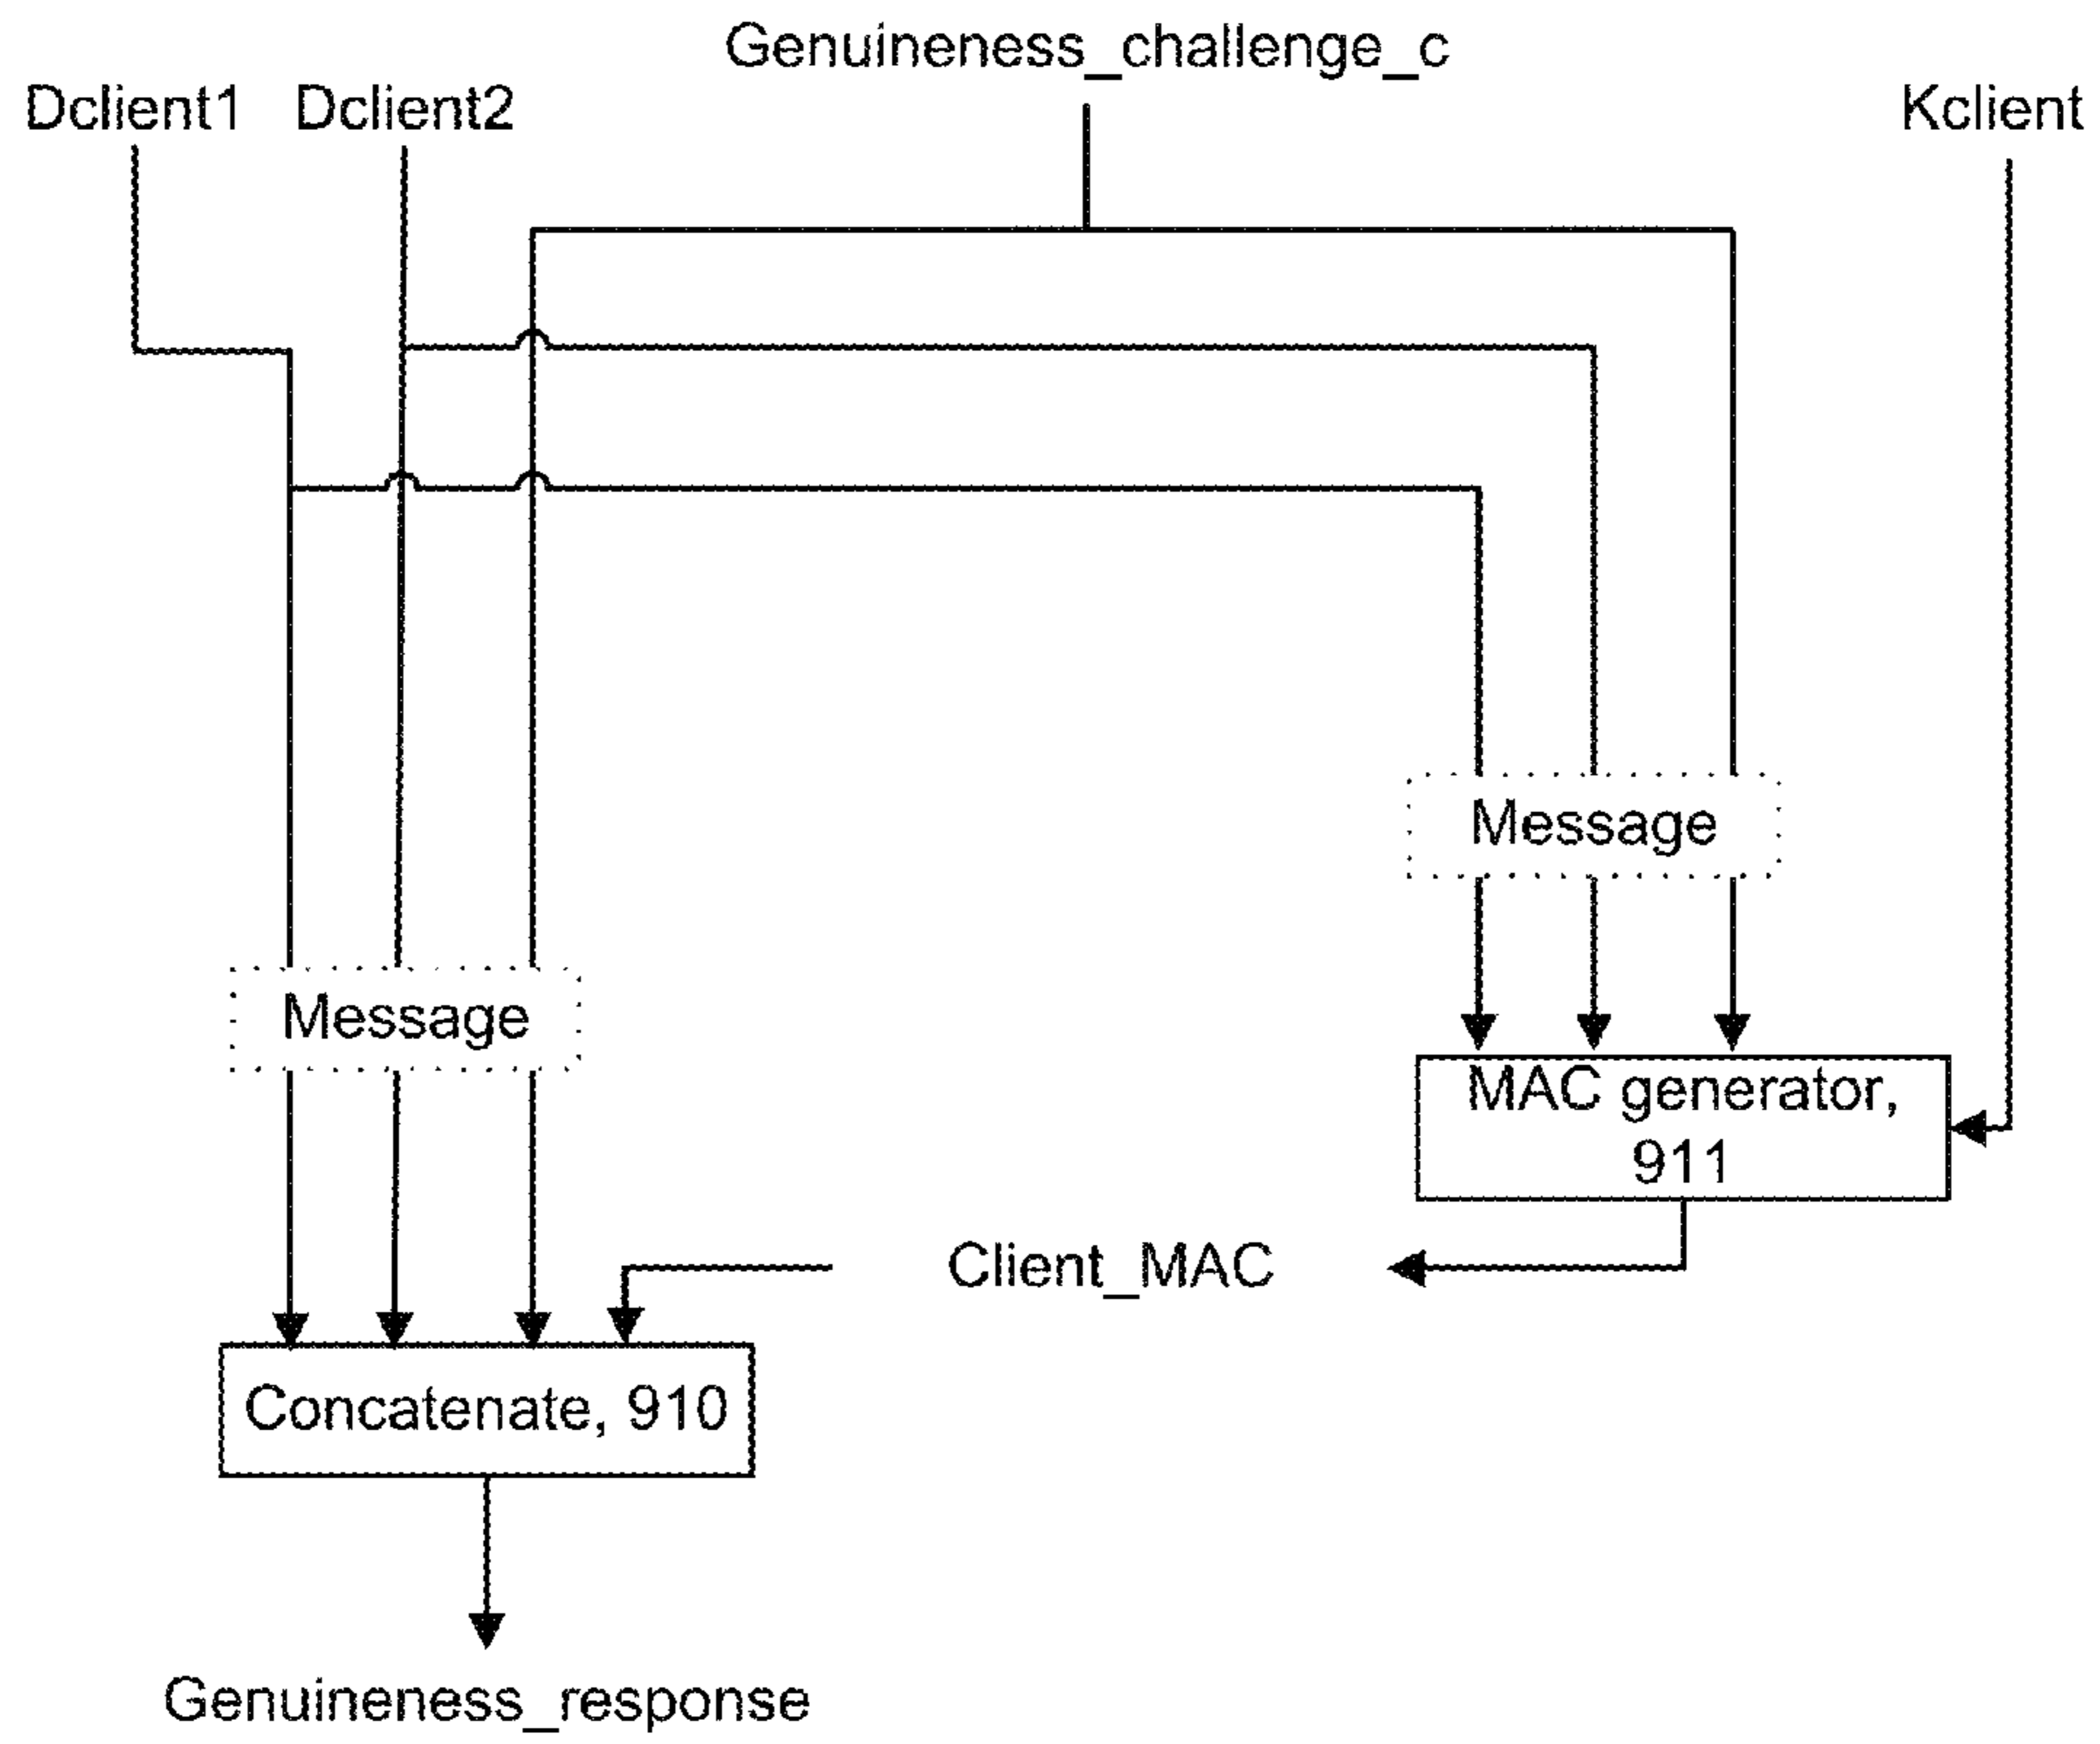 Genuineness_challenge_c
Dclient1
Dclient2
Kclient
Message
Message
MAC generator,
911
Client_MAC
Concatenate, 910
Genuineness_response